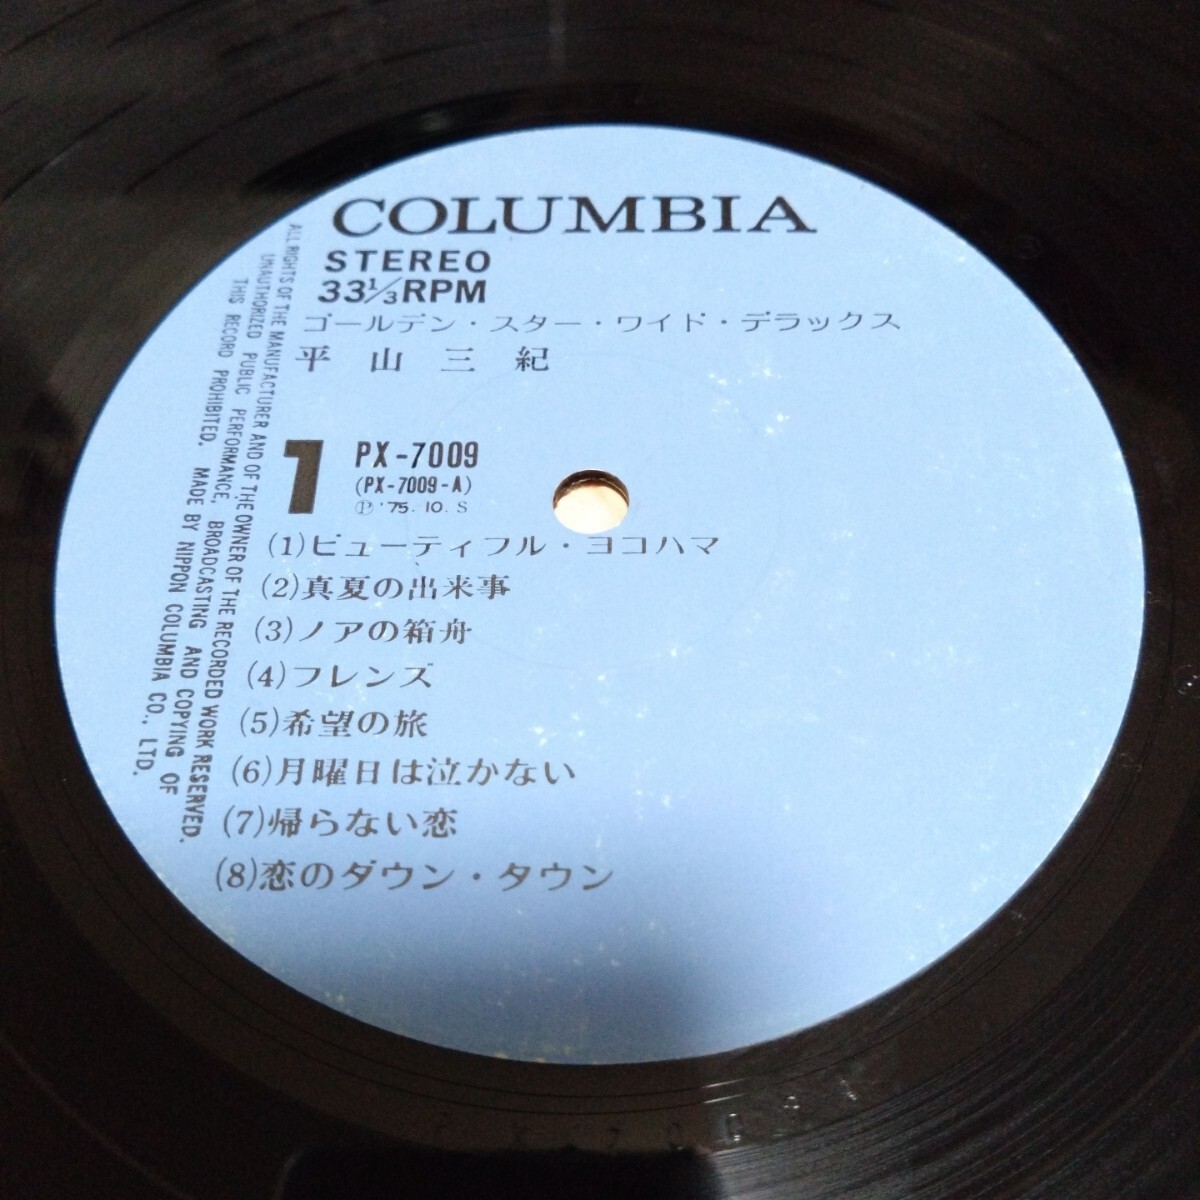 COLUMBIA
STEREO
33⅓RPM
ゴールデン・スター・ワイド・デラックス
平山三紀
1
PX-7009
(PX-7009-A)
Ⓟ'75.10.S
(1)ビューティフル・ヨコハマ
(2)真夏の出来事
(3)ノアの箱舟
(4)フレンズ
(5)希望の旅
(6)月曜日は泣かない
(7)帰らない恋
(8)恋のダウン・タウン
ALL RIGHTS OF THE MANUFACTURER AND OF THE OWNER OF THE RECORDED WORK RESERVED.
UNAUTHORIZED PUBLIC PERFORMANCE, BROADCASTING AND COPYING OF
THIS RECORD PROHIBITED. MADE BY NIPPON COLUMBIA CO., LTD.